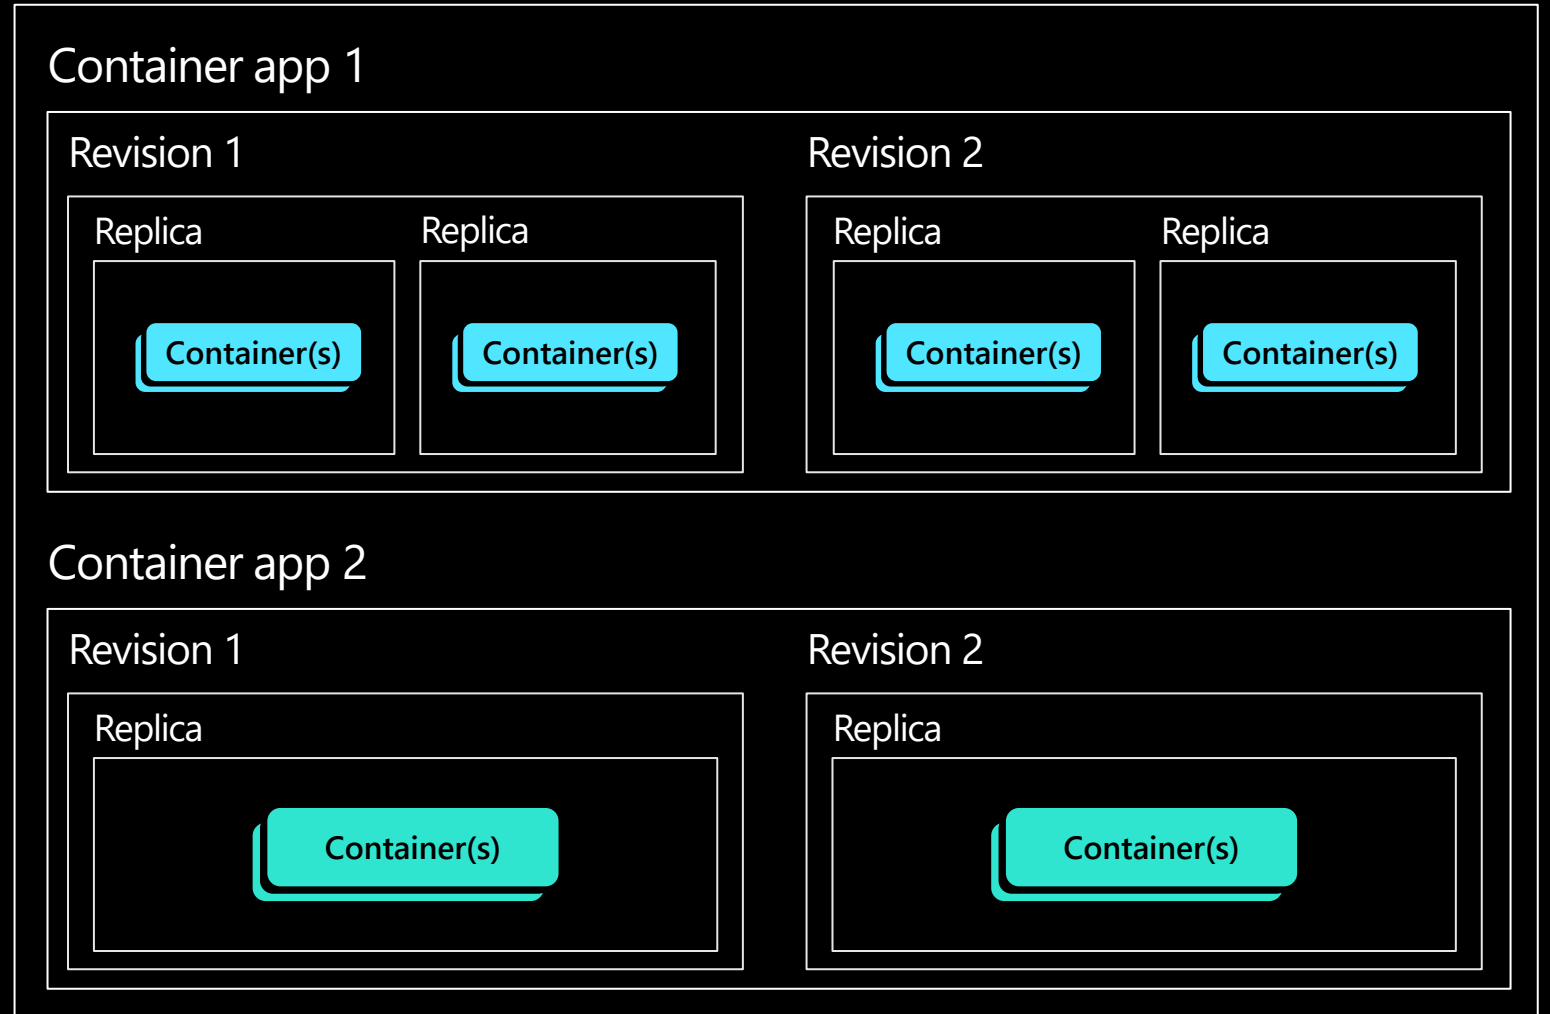 Container app 1
Revision 1
Revision 2
Replica
Replica
Replica
Replica
Container(s)
Container(s)
Container(s)
Container(s)
Container app 2
Revision 1
Revision 2
Replica
Replica
Container(s)
Container(s)